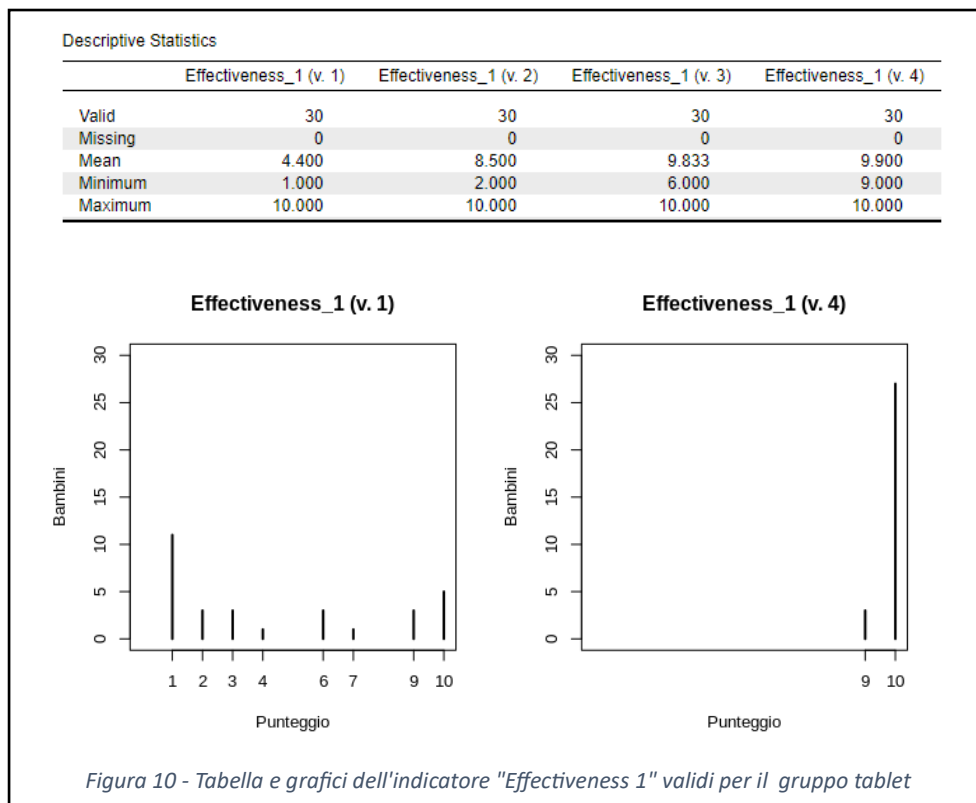 Descriptive Statistics
Effectiveness_1 (v. 1) Effectiveness_1 (v. 2) Effectiveness_1 (v. 3) Effectiveness_1 (v. 4)
Valid 30 30 30 30
Missing 0 0 0 0
Mean 4.400 8.500 9.833 9.900
Minimum 1.000 2.000 6.000 9.000
Maximum 10.000 10.000 10.000 10.000
Effectiveness_1 (v. 1)
30
25
20
15
10
5
0
Bambini
1 2 3 4 6 7 9 10
Punteggio
Effectiveness_1 (v. 4)
30
25
20
15
10
5
0
Bambini
9 10
Punteggio
Figura 10 - Tabella e grafici dell'indicatore "Effectiveness 1" validi per il gruppo tablet